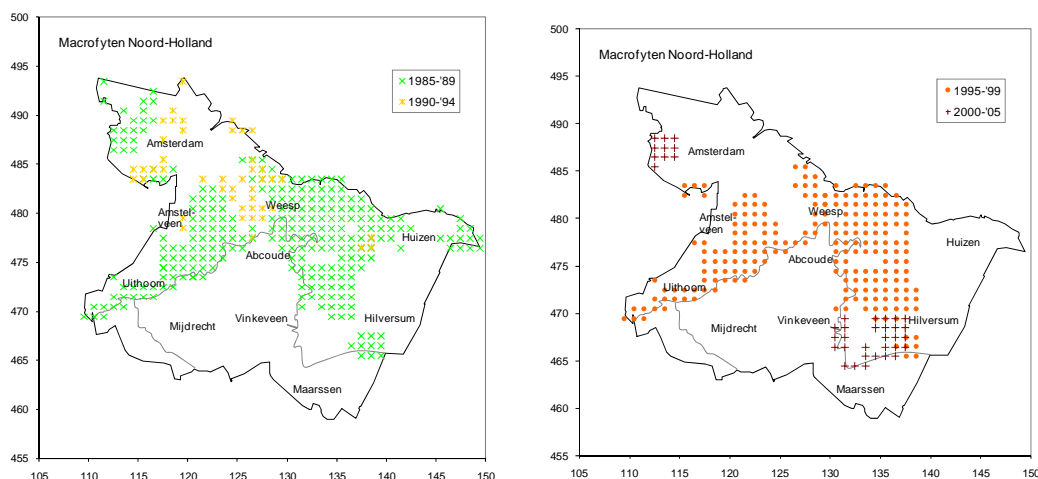 Macrofyten Noord-Holland
1985-'89
1990-'94
500
495
490
485
480
475
470
465
460
455
105 110 115 120 125 130 135 140 145 150
Amsterdam
Amstel-
veen
Weesp
Huizen
Abcoude
Uithoorn
Mijdrecht
Vinkeveen
Hilversum
Maarssen
Macrofyten Noord-Holland
1995-'99
2000-'05
500
495
490
485
480
475
470
465
460
455
105 110 115 120 125 130 135 140 145 150
Amsterdam
Amstel-
veen
Weesp
Huizen
Abcoude
Uithoorn
Mijdrecht
Vinkeveen
Hilversum
Maarssen